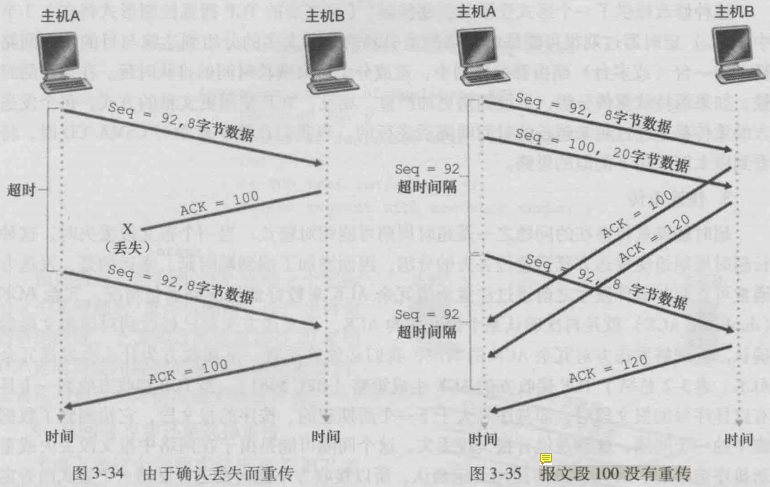 主机A
主机B
Seq = 92,8字节数据
超时
ACK = 100
X
(丢失)
Seq = 92,8字节数据
ACK = 100
时间
时间
图 3-34 由于确认丢失而重传
主机A
主机B
Seq = 92, 8字节数据
Seq = 100, 20字节数据
Seq = 92
超时间隔
ACK = 100
ACK = 120
Seq = 92, 8 字节数据
Seq = 92
超时间隔
ACK = 120
时间
时间
图 3-35 报文段 100 没有重传